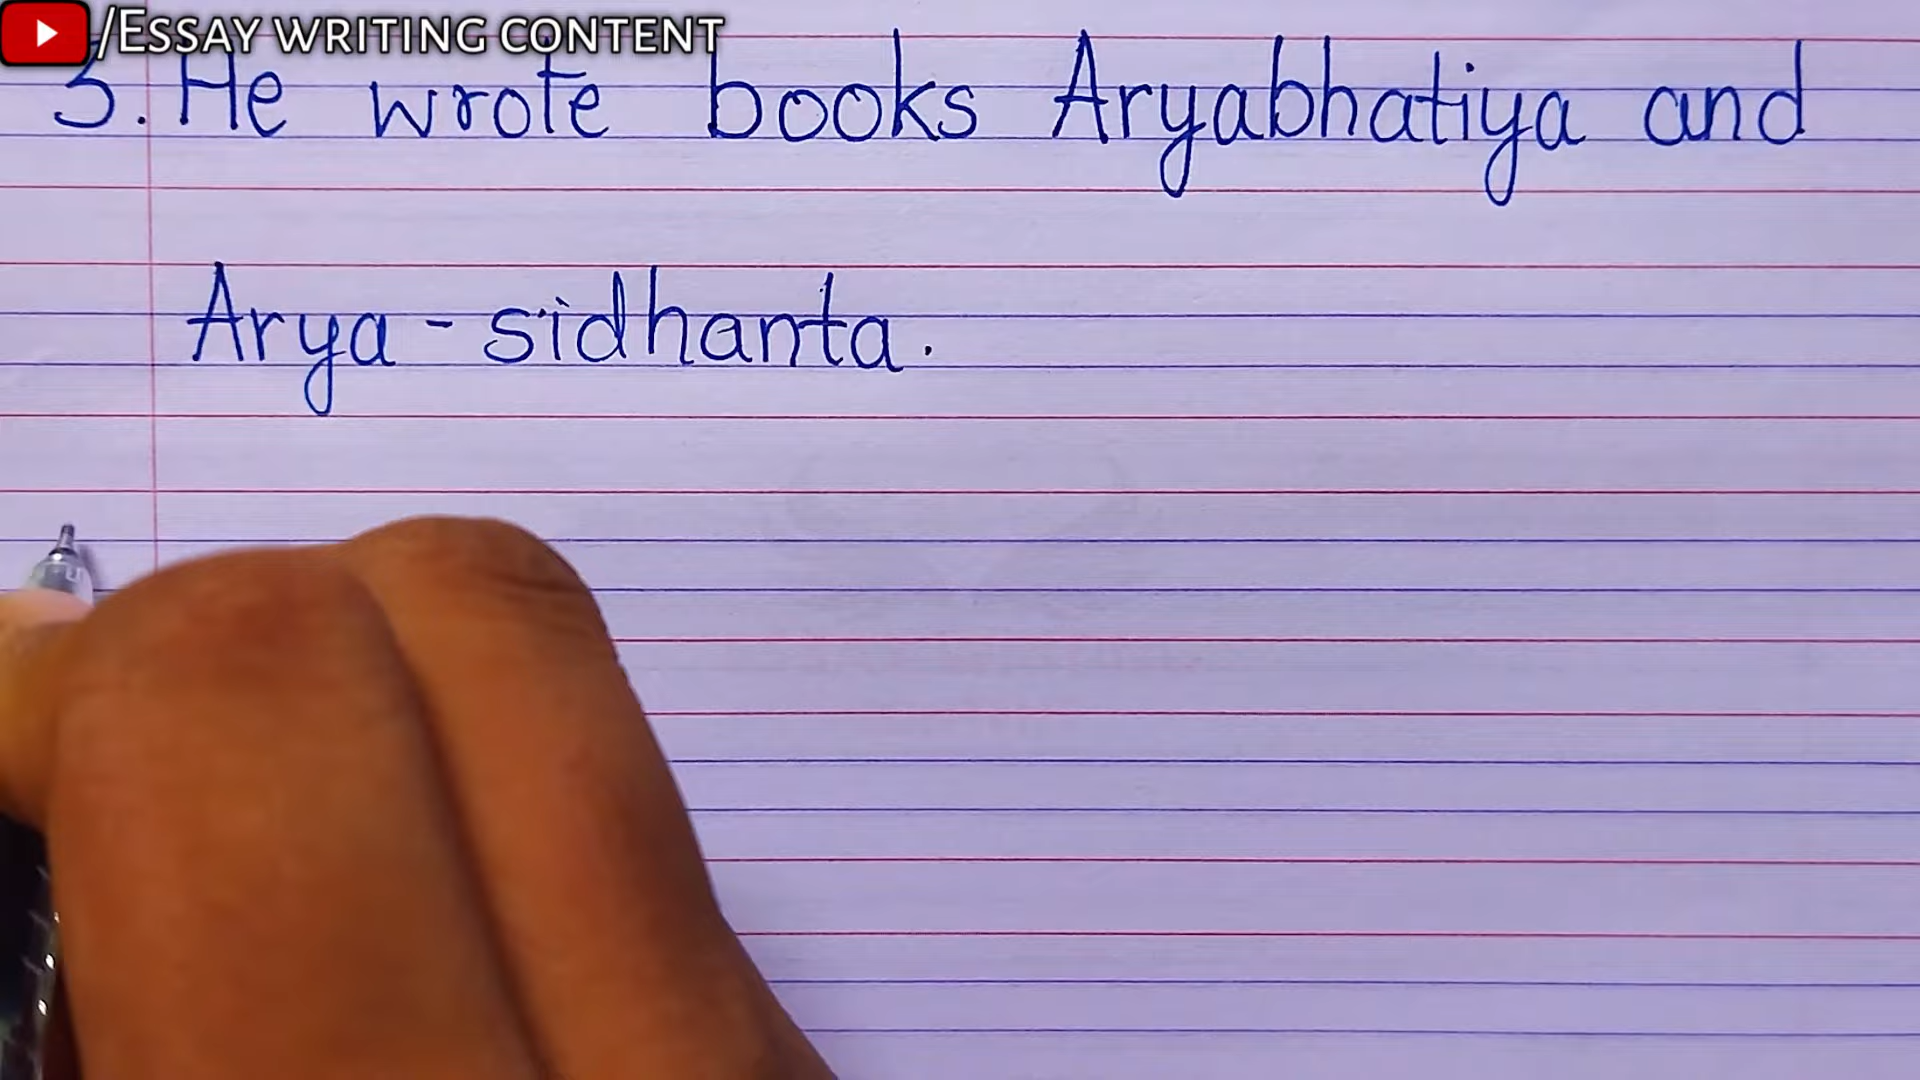 /ESSAY WRITING CONTENT
3. He wrote books Aryabhatiya and
Arya - sidhanta.